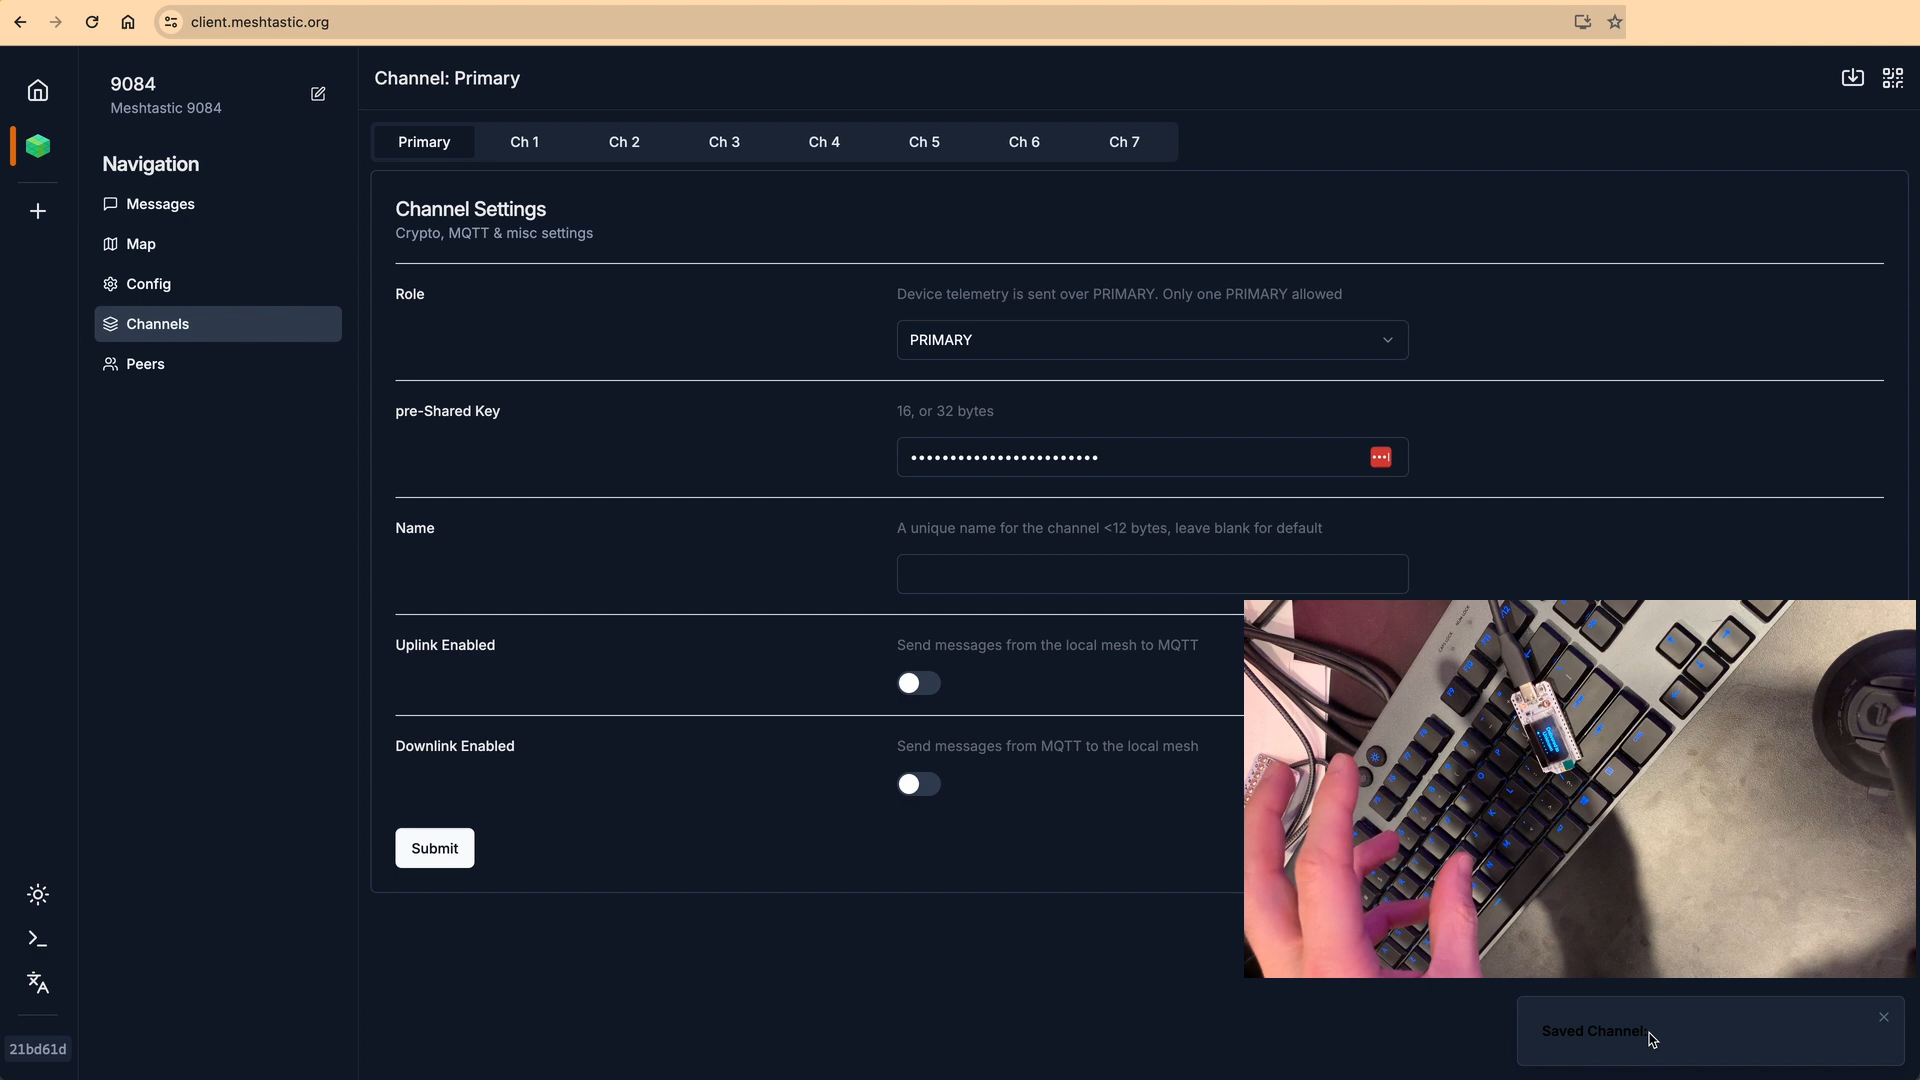 client.meshtastic.org
9084
Meshtastic 9084
Navigation
Messages
Map
Config
Channels
Peers
21bd61d
Channel: Primary
Primary
Ch 1
Ch 2
Ch 3
Ch 4
Ch 5
Ch 6
Ch 7
Channel Settings
Crypto, MQTT & misc settings
Role
Device telemetry is sent over PRIMARY. Only one PRIMARY allowed
PRIMARY
pre-Shared Key
16, or 32 bytes
••••••••••••••••••••••••
Name
A unique name for the channel <12 bytes, leave blank for default
Uplink Enabled
Send messages from the local mesh to MQTT
Downlink Enabled
Send messages from MQTT to the local mesh
Submit
Saved Channel: